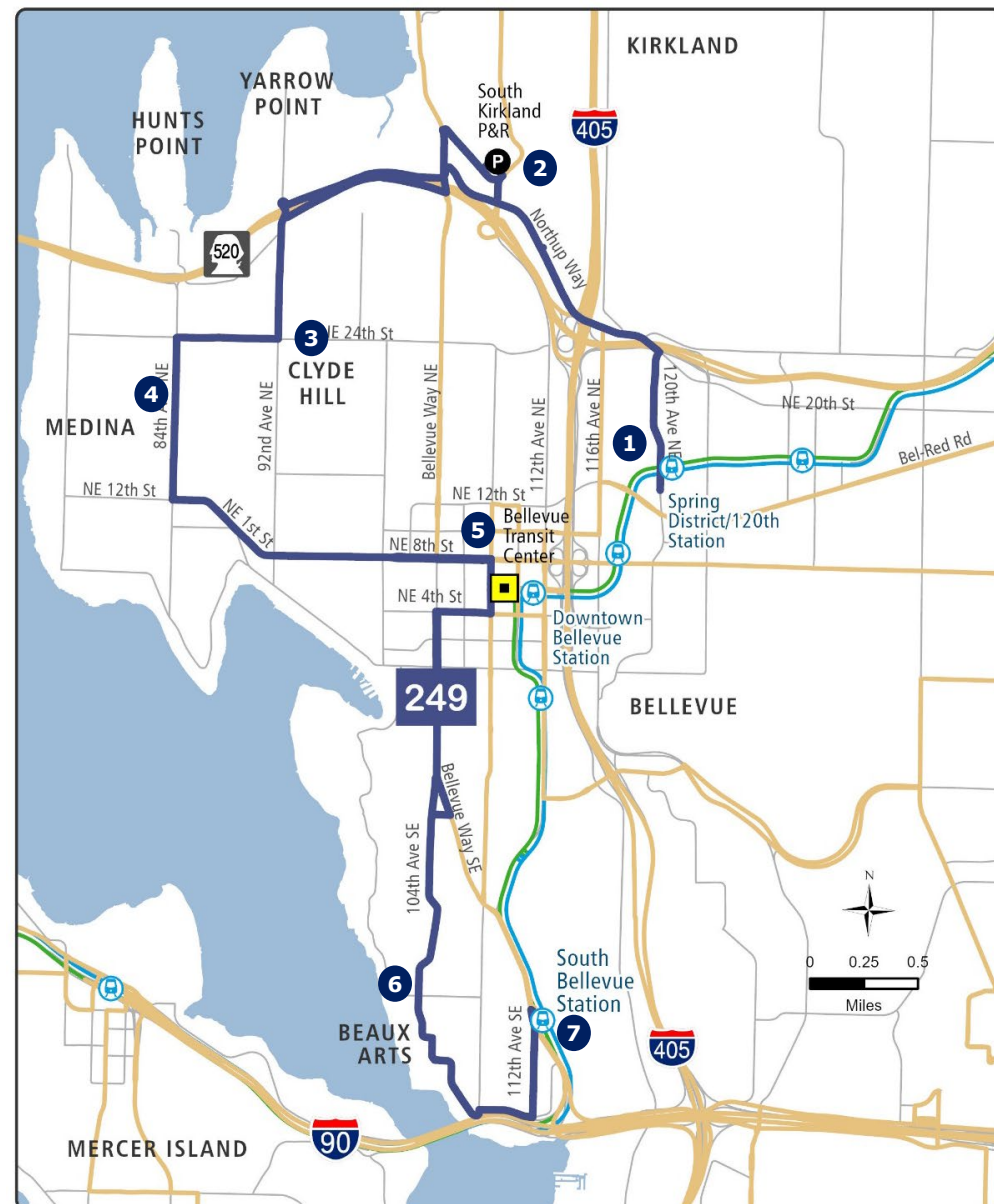 KIRKLAND
YARROW
POINT
HUNTS
POINT
South
Kirkland
P&R
P
2
405
520
Northup Way
3
NE 24th St
CLYDE
HILL
4
84th Ave NE
MEDINA
92nd Ave NE
Bellevue Way NE
112th Ave NE
116th Ave NE
120th Ave NE
NE 20th St
Bel-Red Rd
1
NE 12th St
NE 12th St
NE 1st St
5
Bellevue
Transit
Center
Spring
District/120th
Station
NE 8th St
NE 4th St
Downtown
Bellevue
Station
249
BELLEVUE
Bellevue Way SE
104th Ave SE
N
0 0.25 0.5
Miles
6
South
Bellevue
Station
7
BEAUX
ARTS
112th Ave SE
405
90
MERCER ISLAND